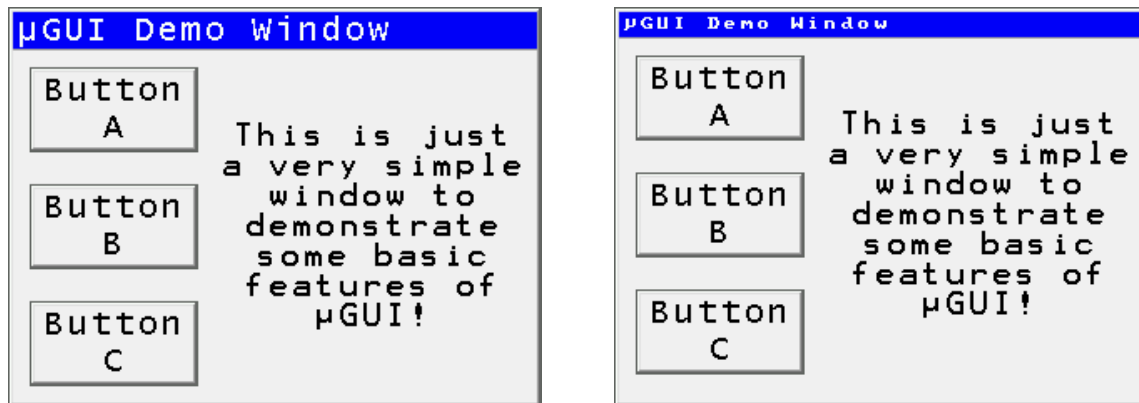 µGUI Demo Window
Button
A
Button
B
Button
C
This is just
a very simple
window to
demonstrate
some basic
features of
µGUI!
µGUI Demo Window
Button
A
Button
B
Button
C
This is just
a very simple
window to
demonstrate
some basic
features of
µGUI!